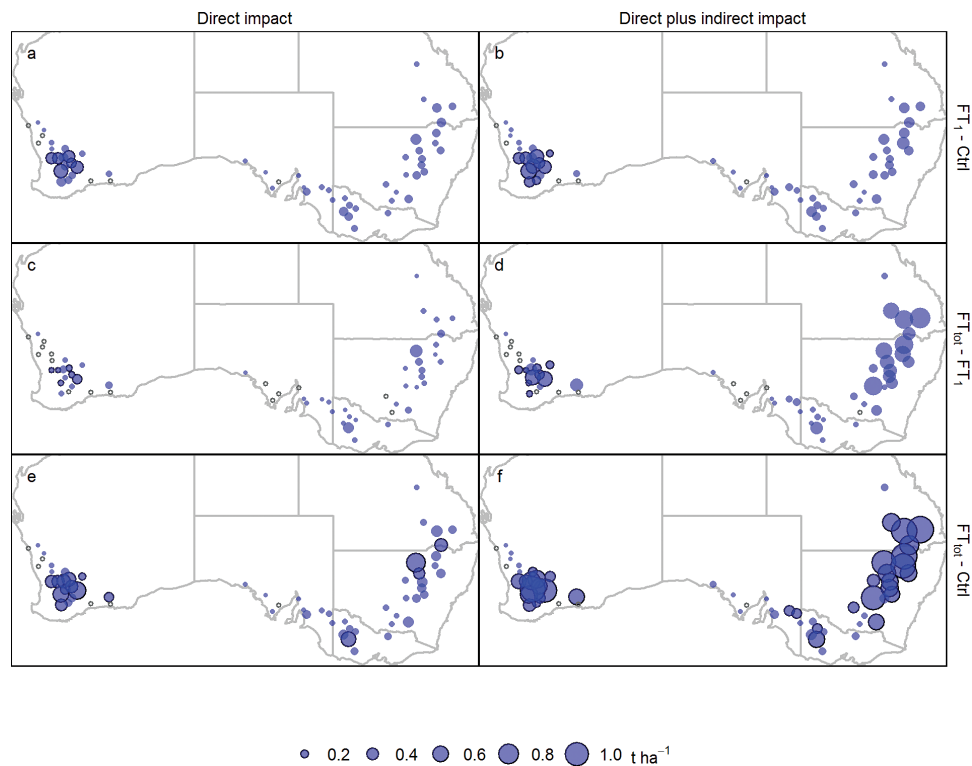 Direct impact Direct plus indirect impact
a b FT1 - Ctrl
c d FTtot - FT1
e f FTtot - Ctrl
0.2 0.4 0.6 0.8 1.0 t ha−1